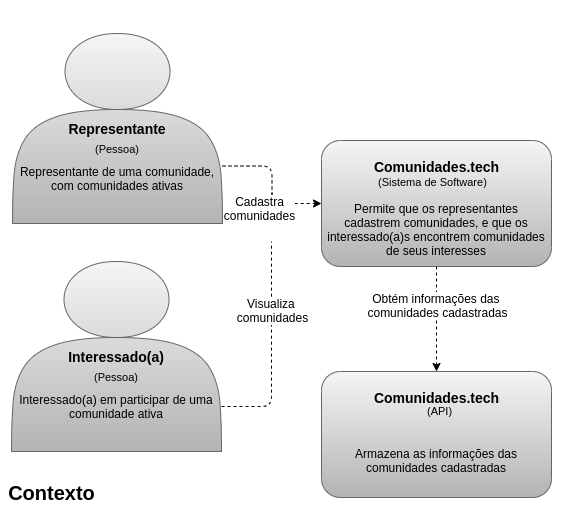 Representante
(Pessoa)
Representante de uma comunidade,
com comunidades ativas
Cadastra
comunidades
Comunidades.tech
(Sistema de Software)
Permite que os representantes
cadastrem comunidades, e que os
interessado(a)s encontrem comunidades
de seus interesses
Visualiza
comunidades
Obtém informações das
comunidades cadastradas
Interessado(a)
(Pessoa)
Interessado(a) em participar de uma
comunidade ativa
Comunidades.tech
(API)
Armazena as informações das
comunidades cadastradas
Contexto